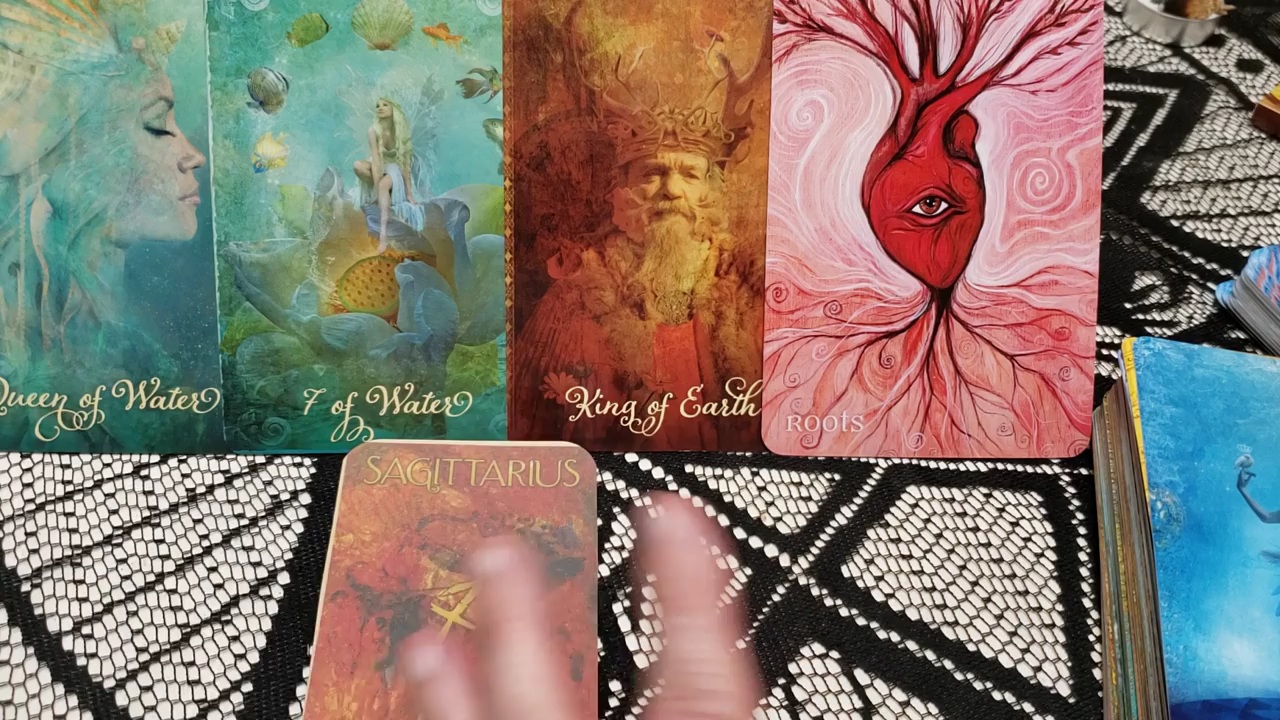 Queen of Water
7 of Water
King of Earth
ROOTS
SAGITTARIUS